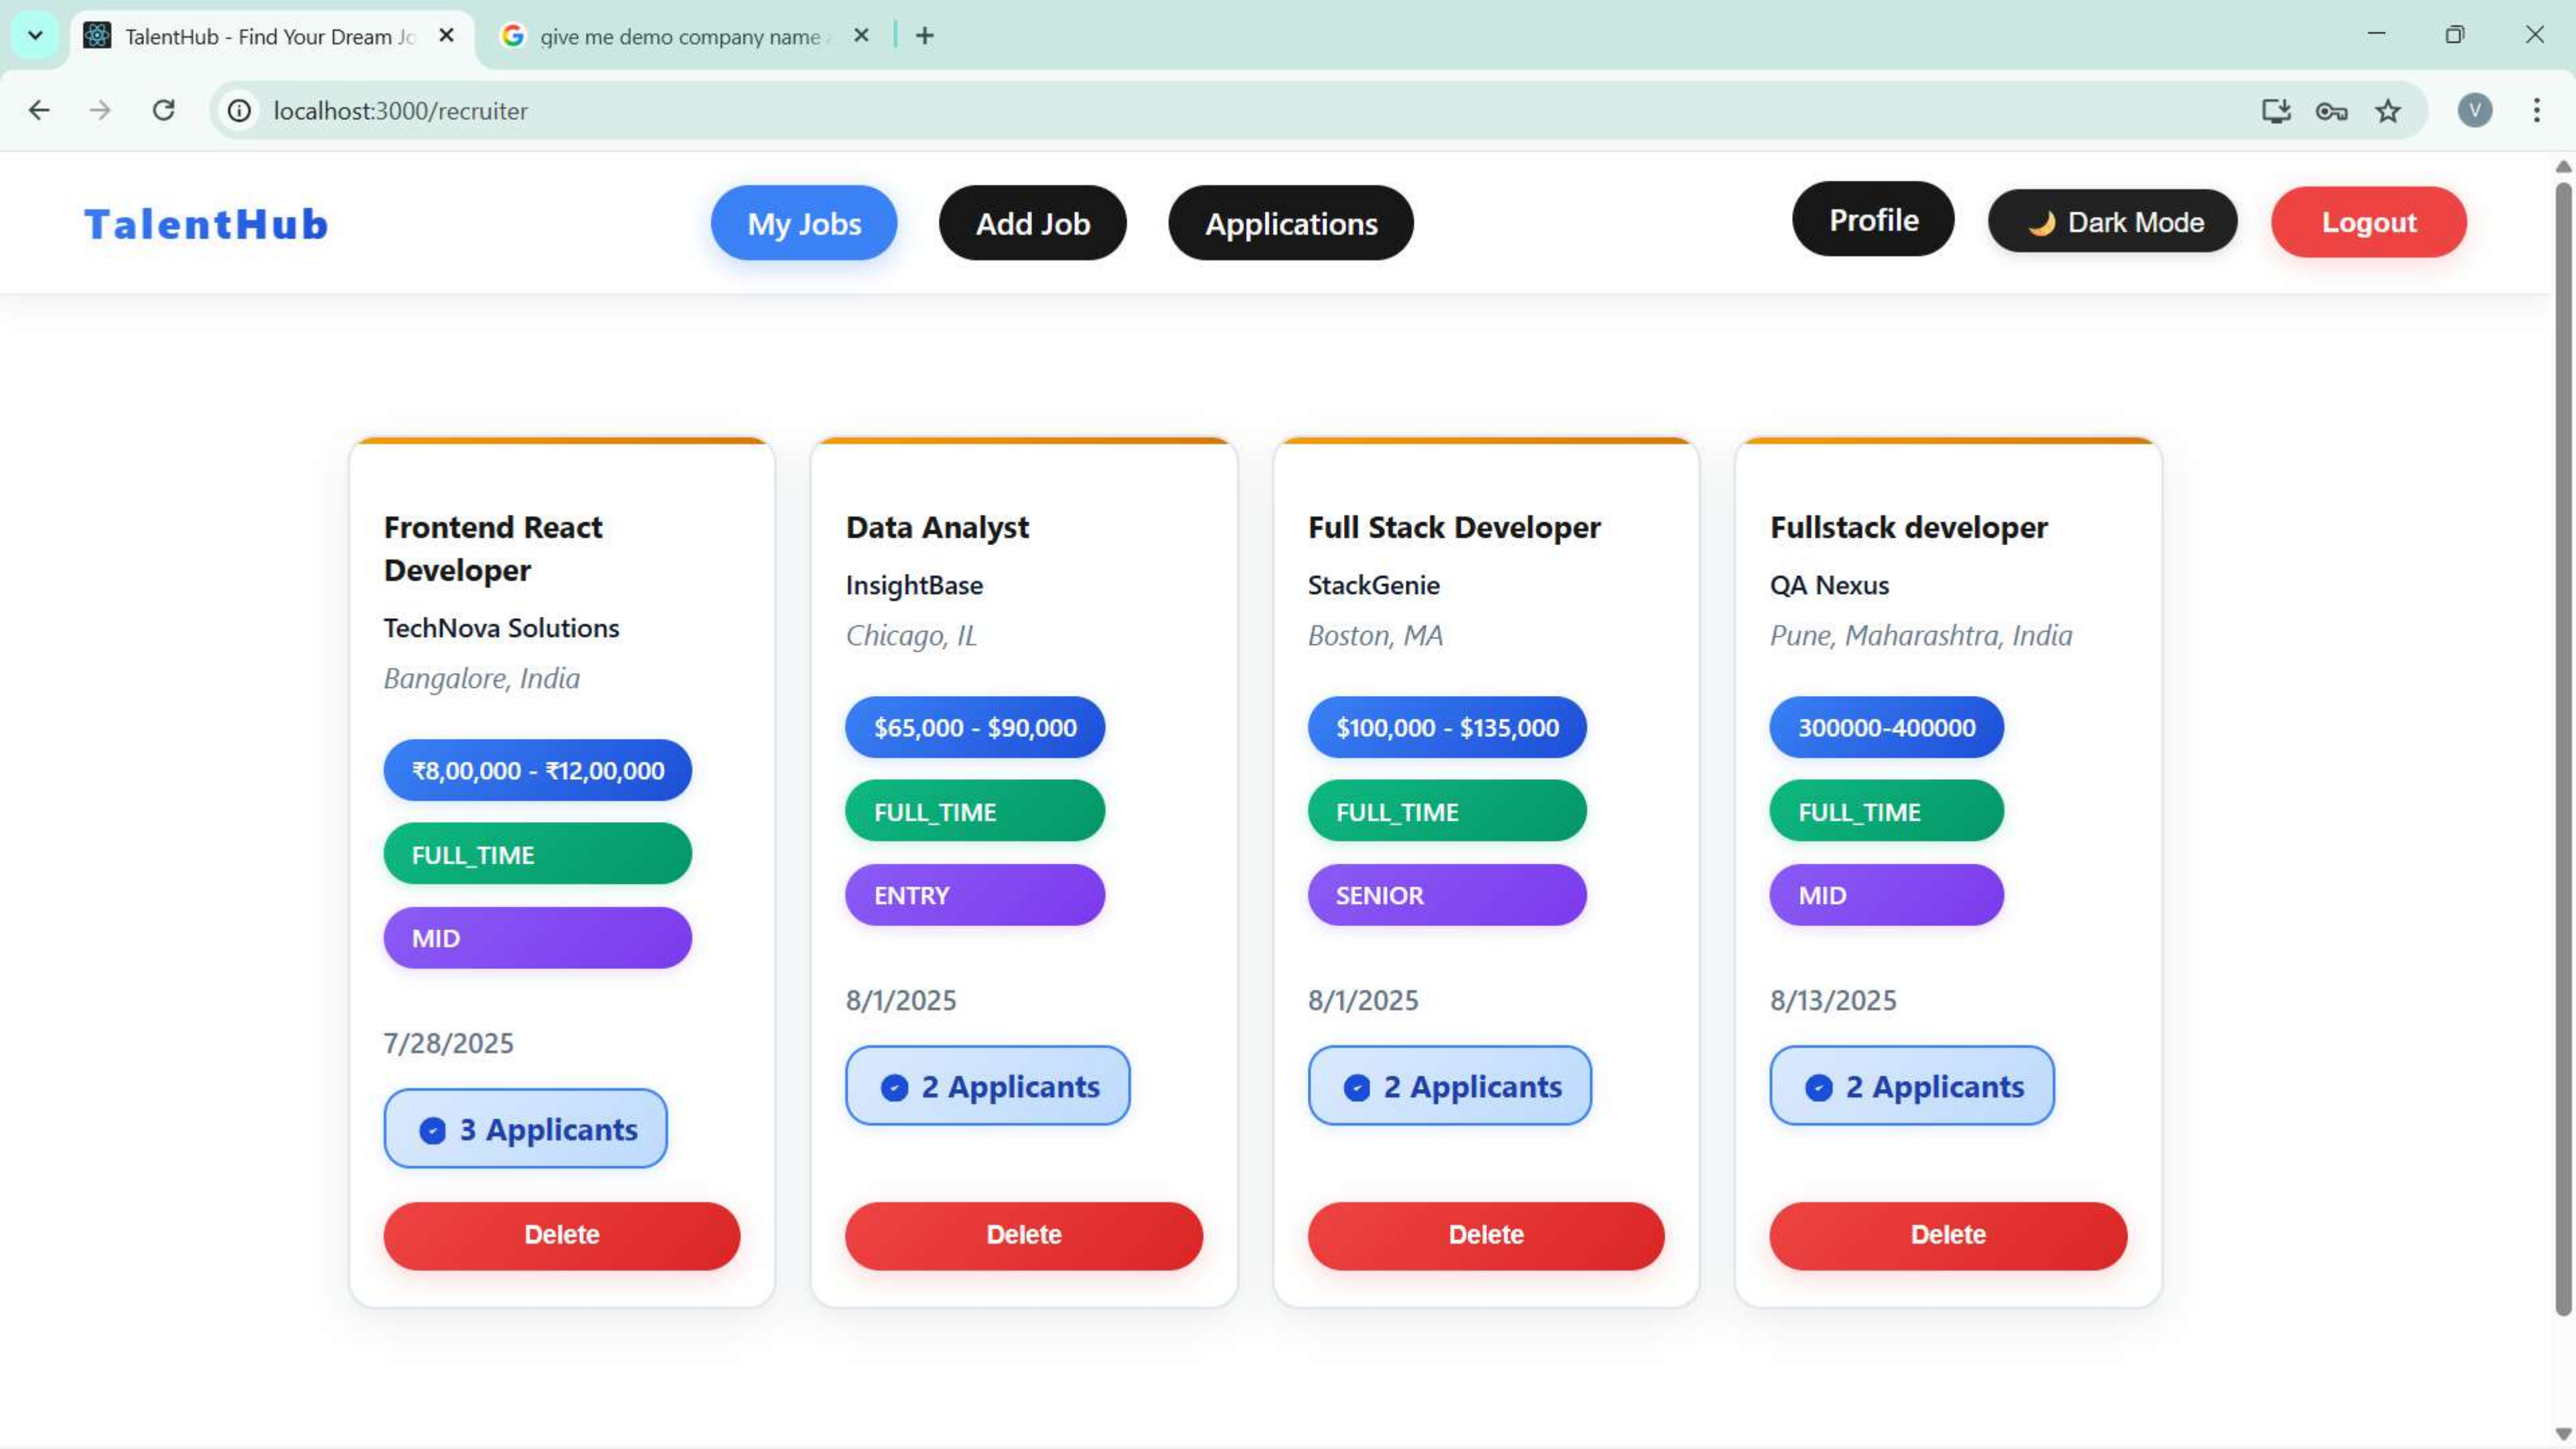 TalentHub - Find Your Dream Jo
give me demo company name
localhost:3000/recruiter
V
TalentHub
My Jobs
Add Job
Applications
Profile
Dark Mode
Logout
Frontend React
Developer
TechNova Solutions
Bangalore, India
₹8,00,000 - ₹12,00,000
FULL_TIME
MID
7/28/2025
3 Applicants
Delete
Data Analyst
InsightBase
Chicago, IL
$65,000 - $90,000
FULL_TIME
ENTRY
8/1/2025
2 Applicants
Delete
Full Stack Developer
StackGenie
Boston, MA
$100,000 - $135,000
FULL_TIME
SENIOR
8/1/2025
2 Applicants
Delete
Fullstack developer
QA Nexus
Pune, Maharashtra, India
300000-400000
FULL_TIME
MID
8/13/2025
2 Applicants
Delete